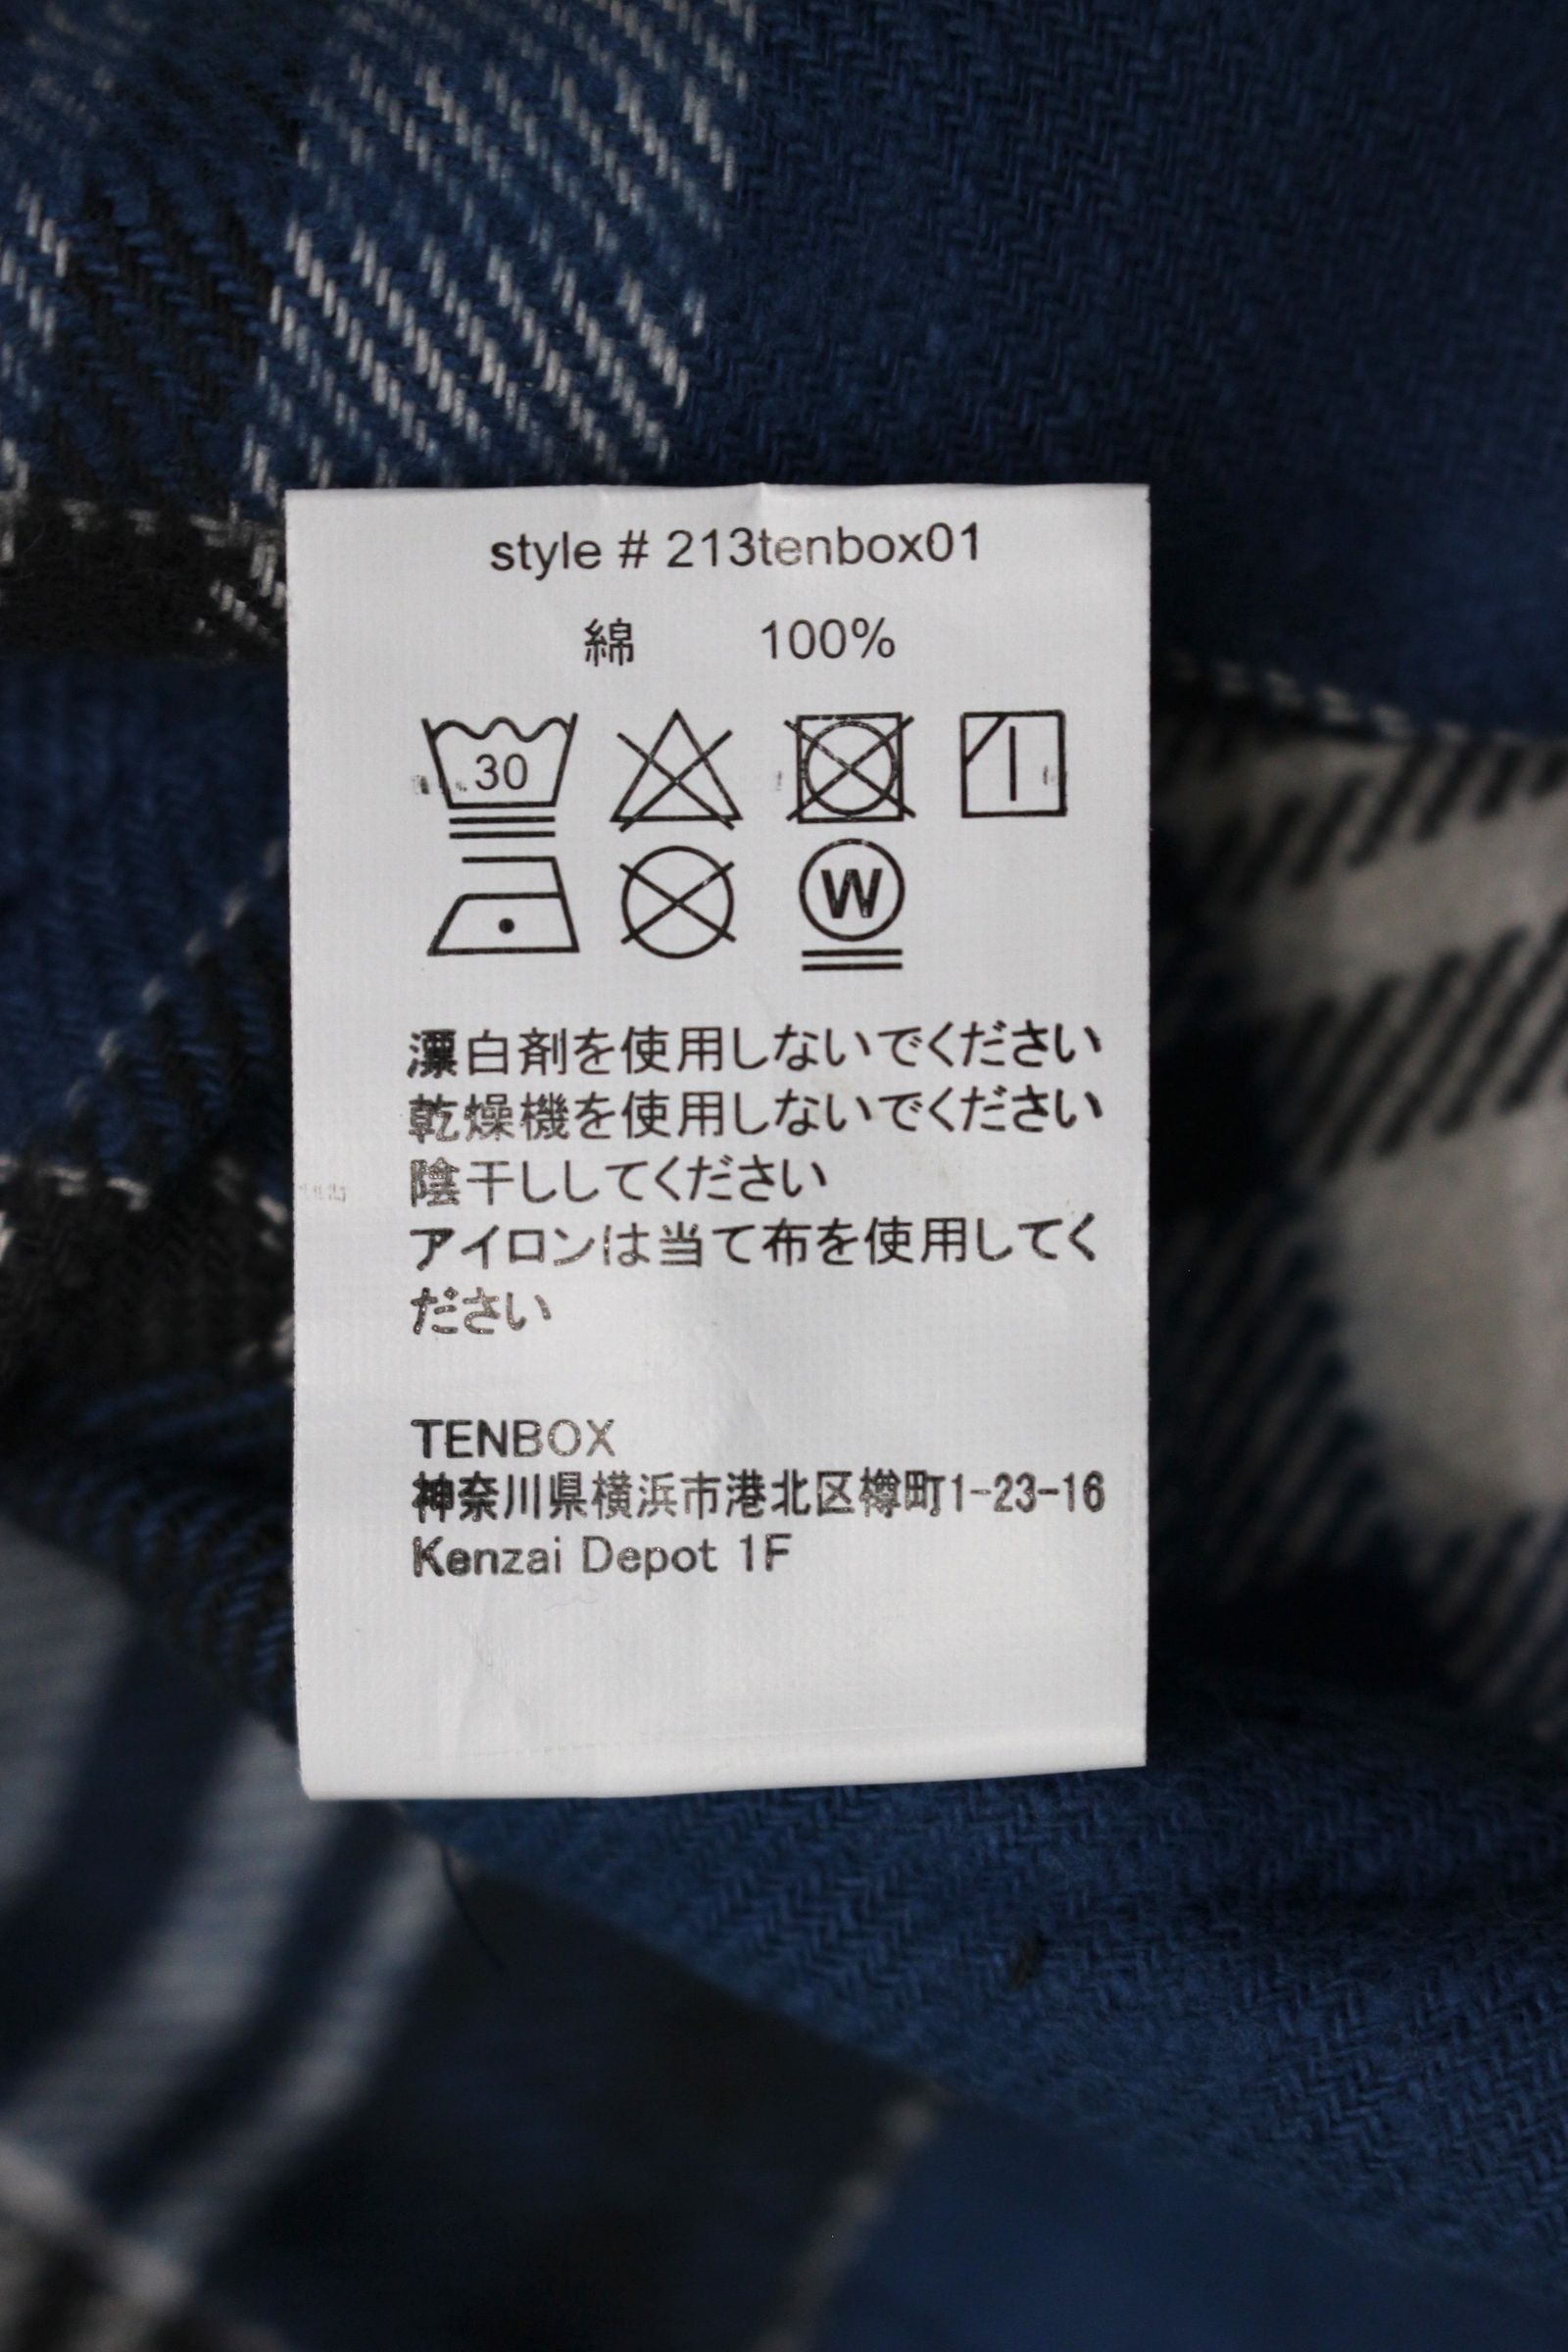 style # 213tenbox01
綿 100%
30
W
漂白剤を使用しないでください
乾燥機を使用しないでください
陰干ししてください
アイロンは当て布を使用してく
ださい
TENBOX
神奈川県横浜市港北区樽町1-23-16
Kenzai Depot 1F